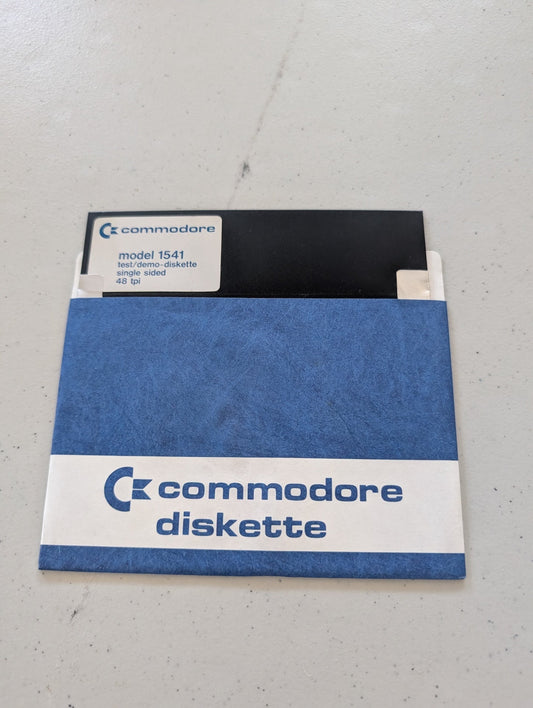 commodore
model 1541
test/demo-diskette
single sided
48 tpi
commodore
diskette